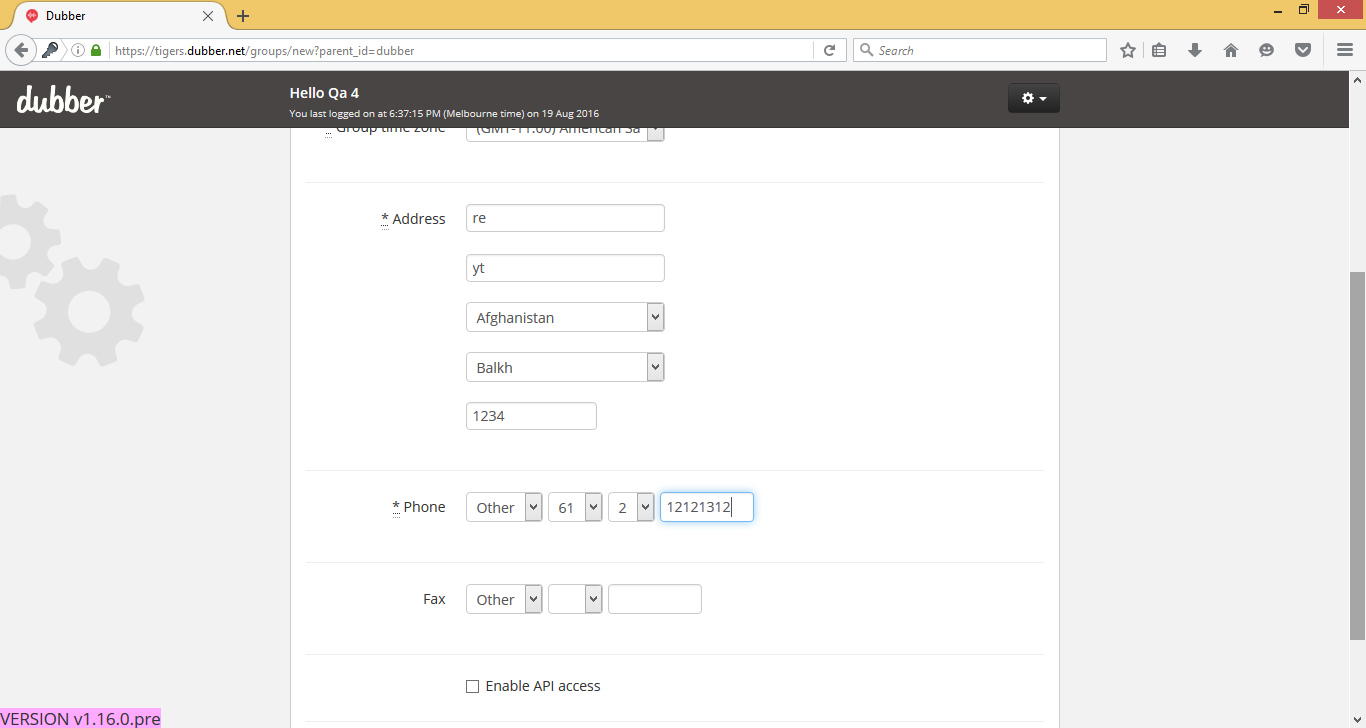 Dubber
https://tigers.dubber.net/groups/new?parent_id=dubber
Search
dubber™
Hello Qa 4
You last logged on at 6:37:15 PM (Melbourne time) on 19 Aug 2016
* Group time zone (GMT-11:00) American Sa
* Address re
yt
Afghanistan
Balkh
1234
* Phone Other 61 2 12121312
Fax Other
Enable API access
VERSION v1.16.0.pre